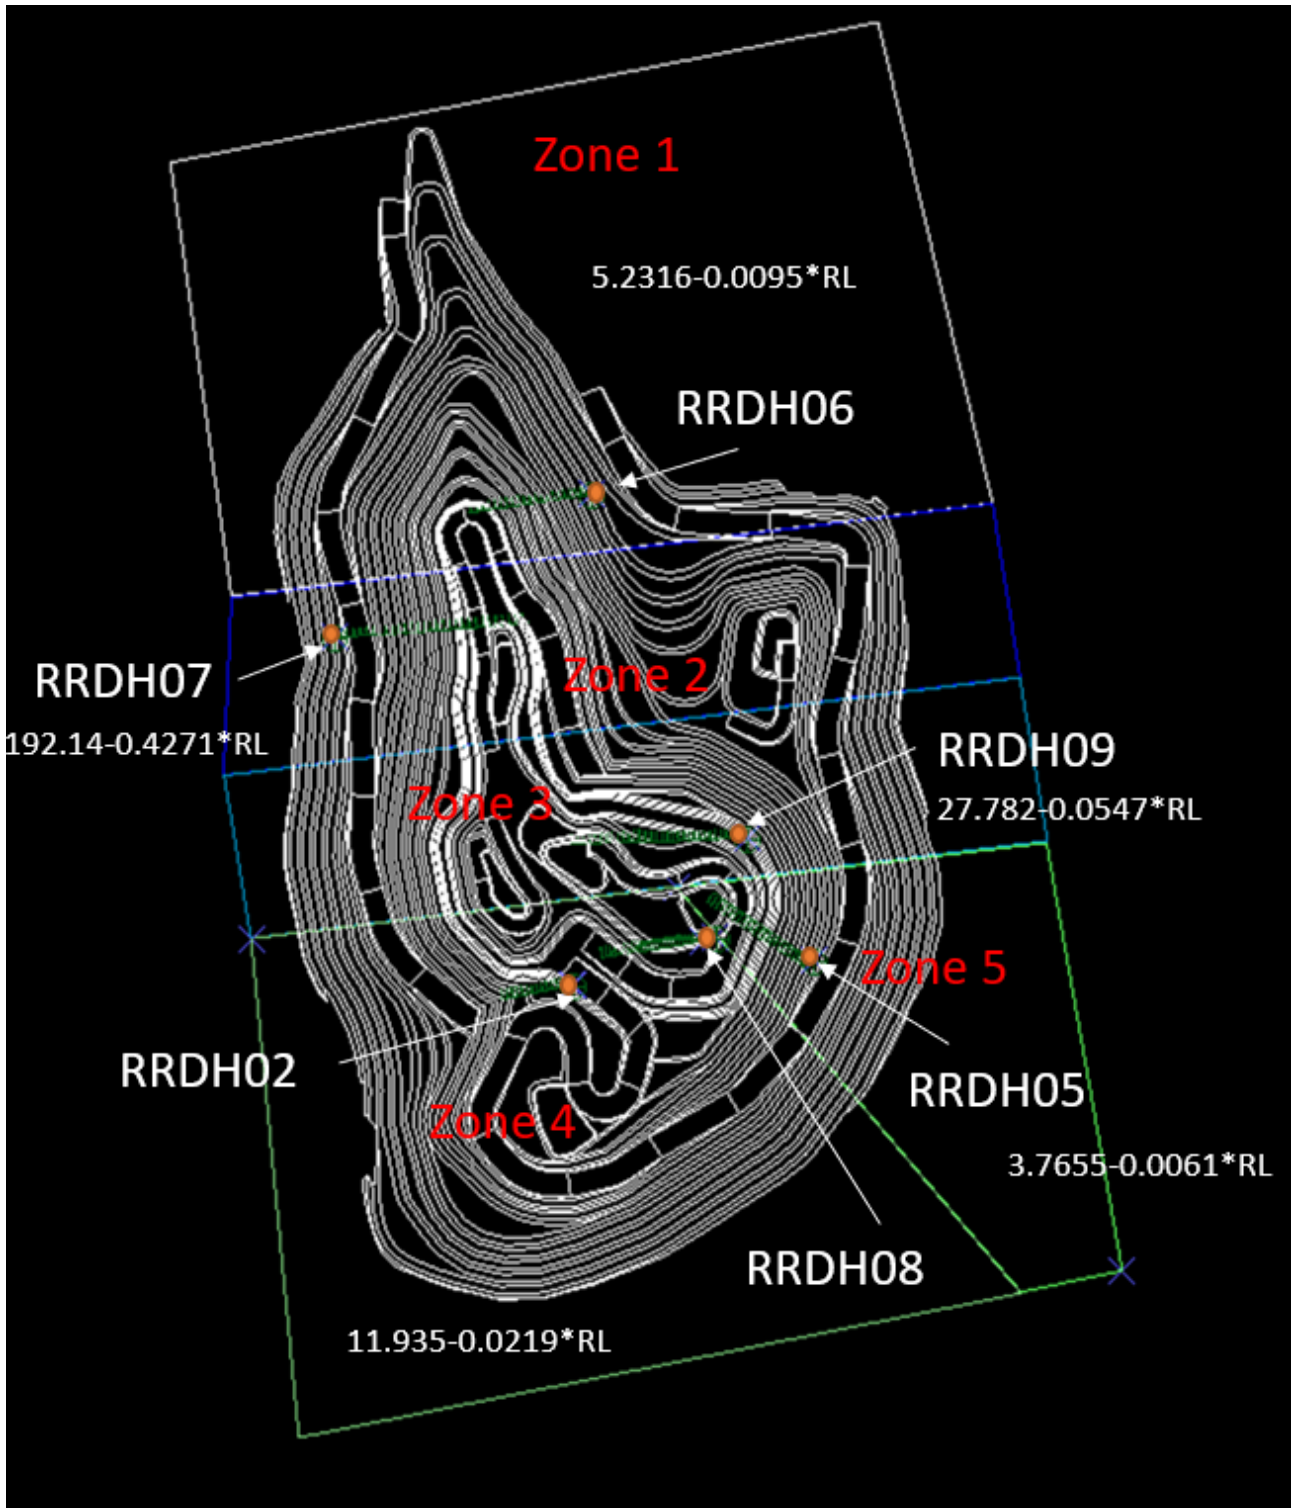 Zone 1
5.2316-0.0095*RL
RRDH06
Zone 2
RRDH07
192.14-0.4271*RL
RRDH09
Zone 3
27.782-0.0547*RL
Zone 5
RRDH02
RRDH05
Zone 4
3.7655-0.0061*RL
RRDH08
11.935-0.0219*RL